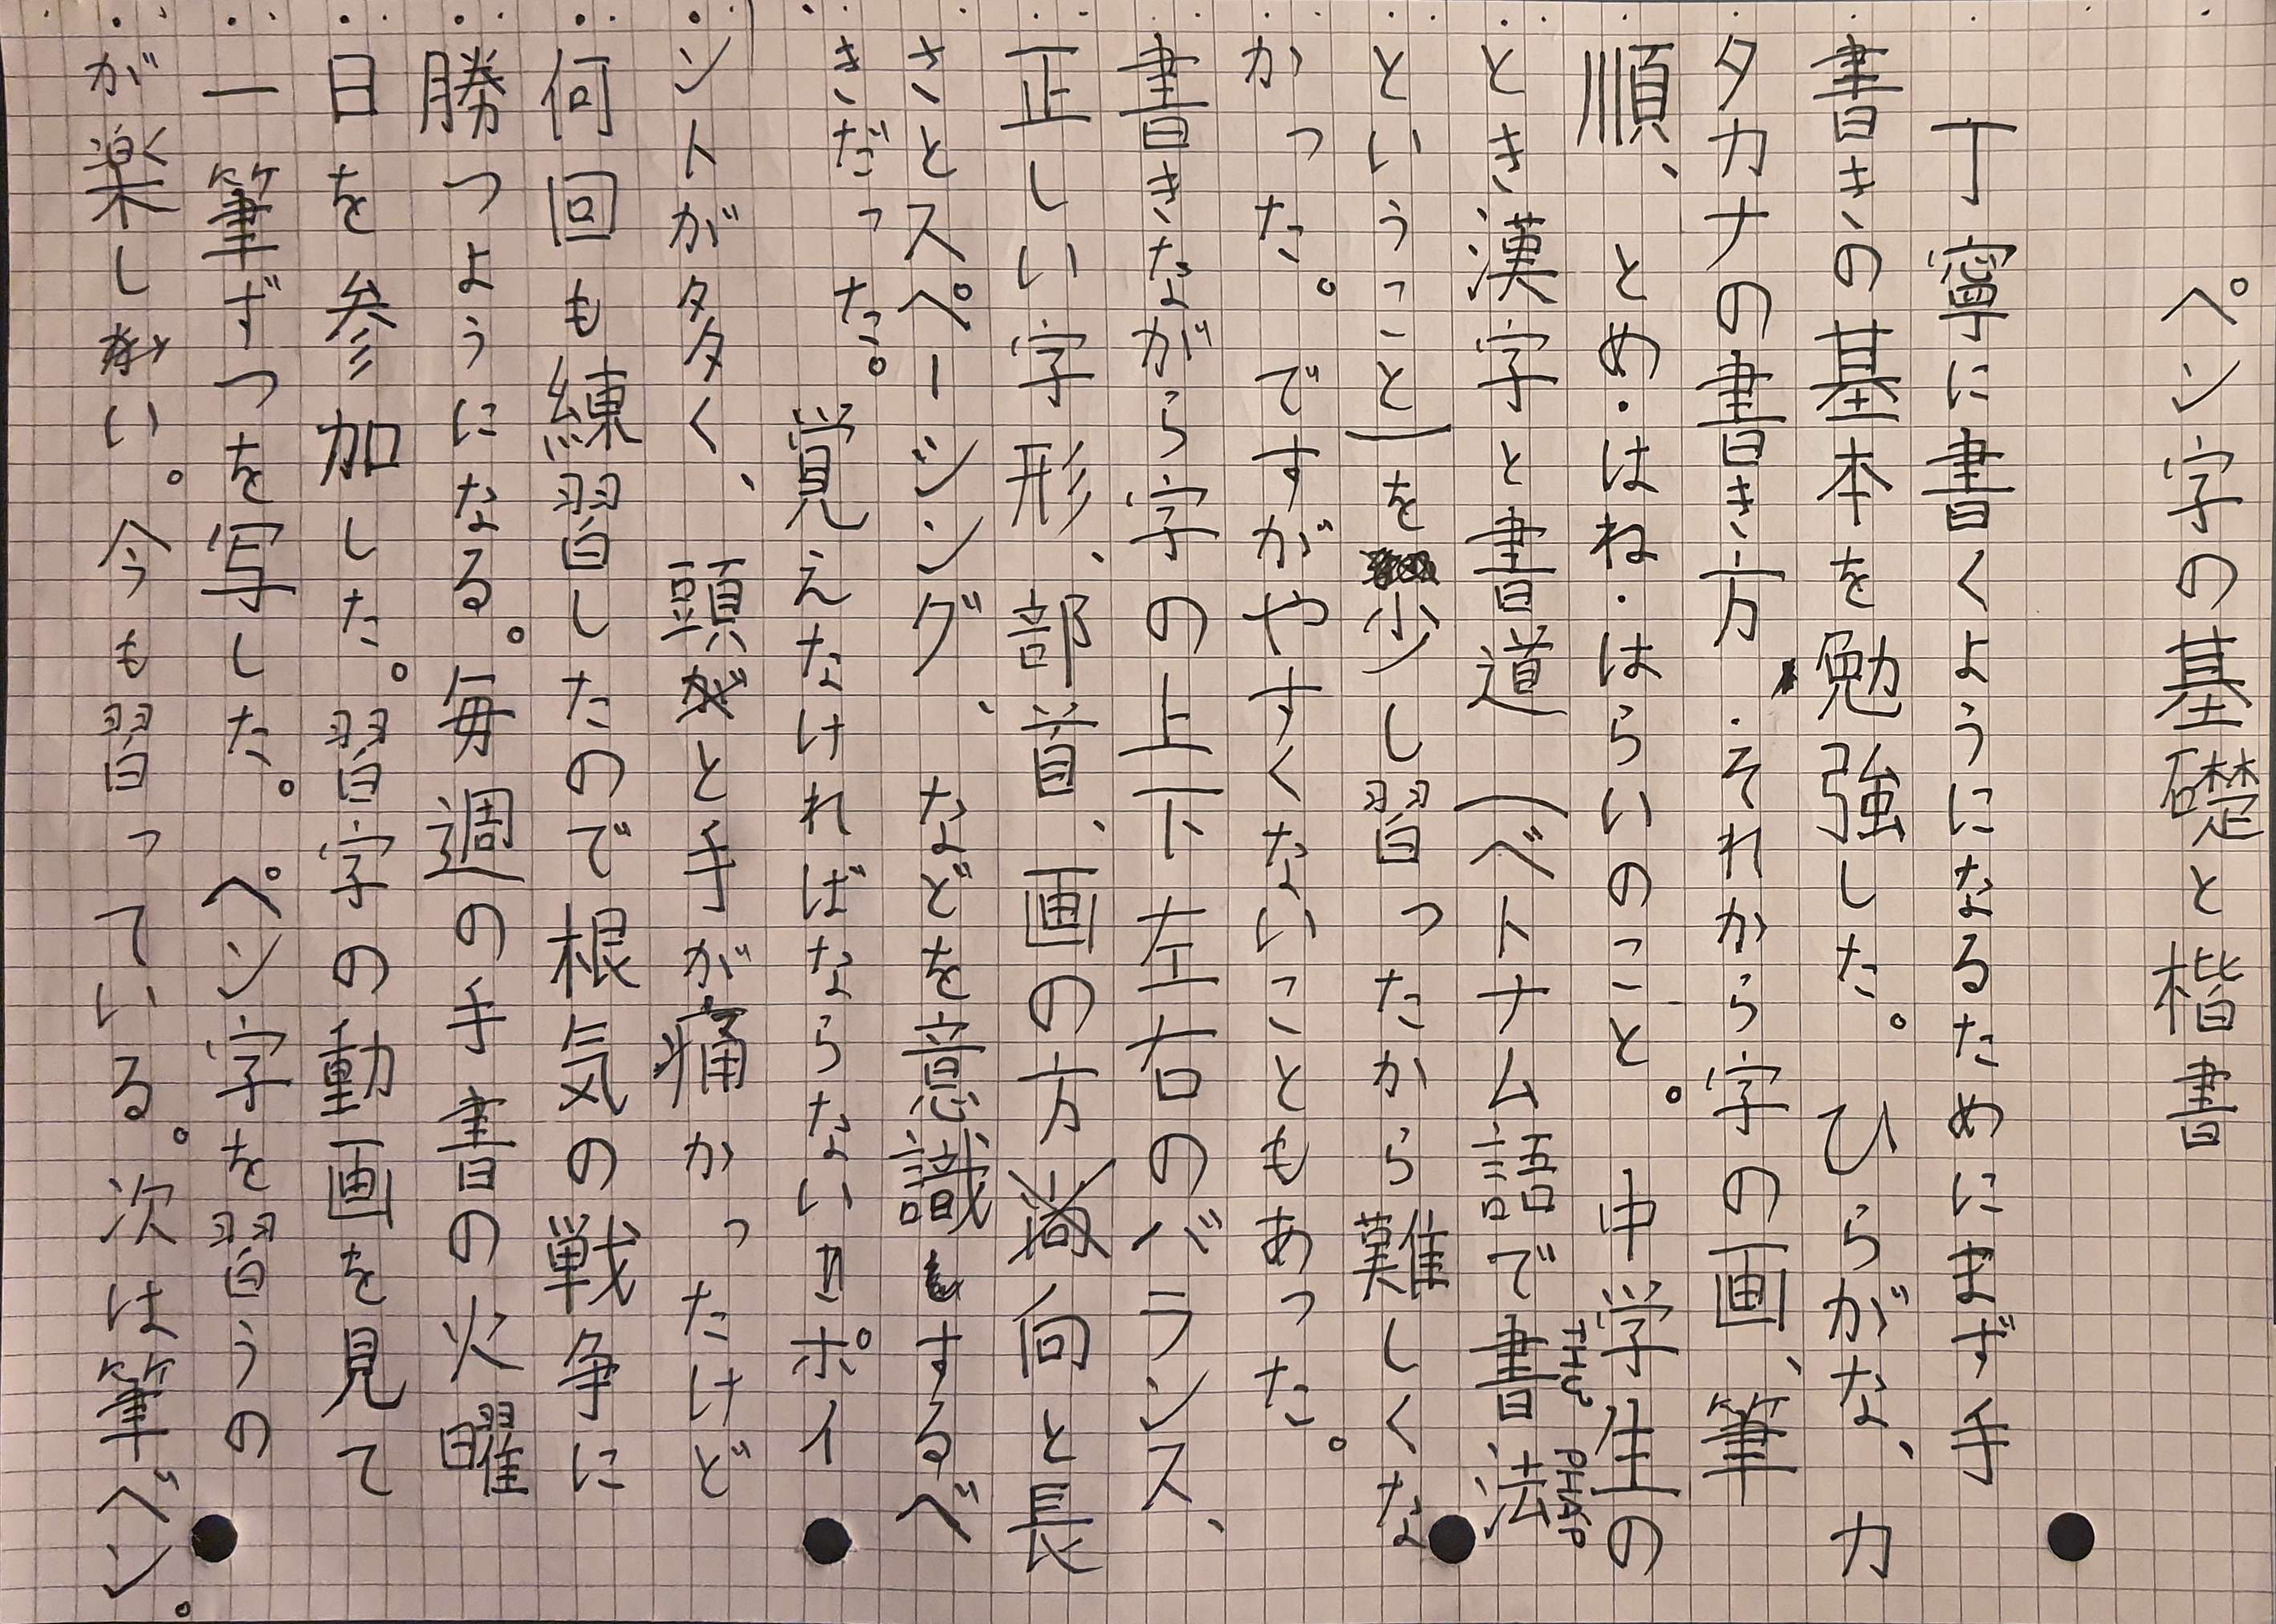 ペン字の基礎と楷書
丁寧に書くようになるためにまず手
書きの基本を勉強した。ひらがな、カ
タカナの書き方・それから字の画、筆
順、とめ・はね・はらいのこと。中学生の
とき漢字と書道(ベトナム語で書法
THƯ PHÁP
ということ)を少し習ったから難しくな
かった。ですがやすくないこともあった。
書きながら字の上下左右のバランス、
正しい字形、部首、画の方向と長
さとスペーシング、などを意識するべ
きだった。覚えなければならないポイ
ントがタタく、頭と手が痛かったけど
何回も練習したので根気の戦争に
勝つようになる。毎週の手書の火曜
日を参加した。習字の動画を見て
一筆ずつを写した。ペン字を習うの
が楽しい。今も習っている。次は筆ペン。